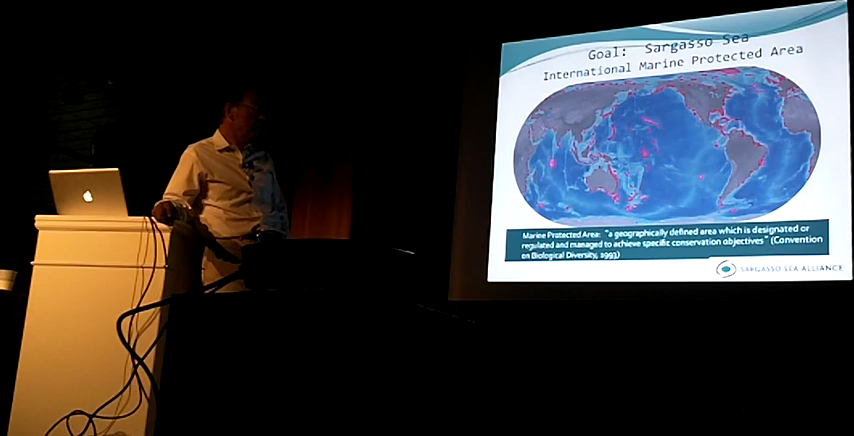 Goal: Sargasso Sea
International Marine Protected Area
Marine Protected Area: "a geographically defined area which is designated or
regulated and managed to achieve specific conservation objectives" (Convention
on Biological Diversity, 1993)
SARGASSO SEA ALLIANCE